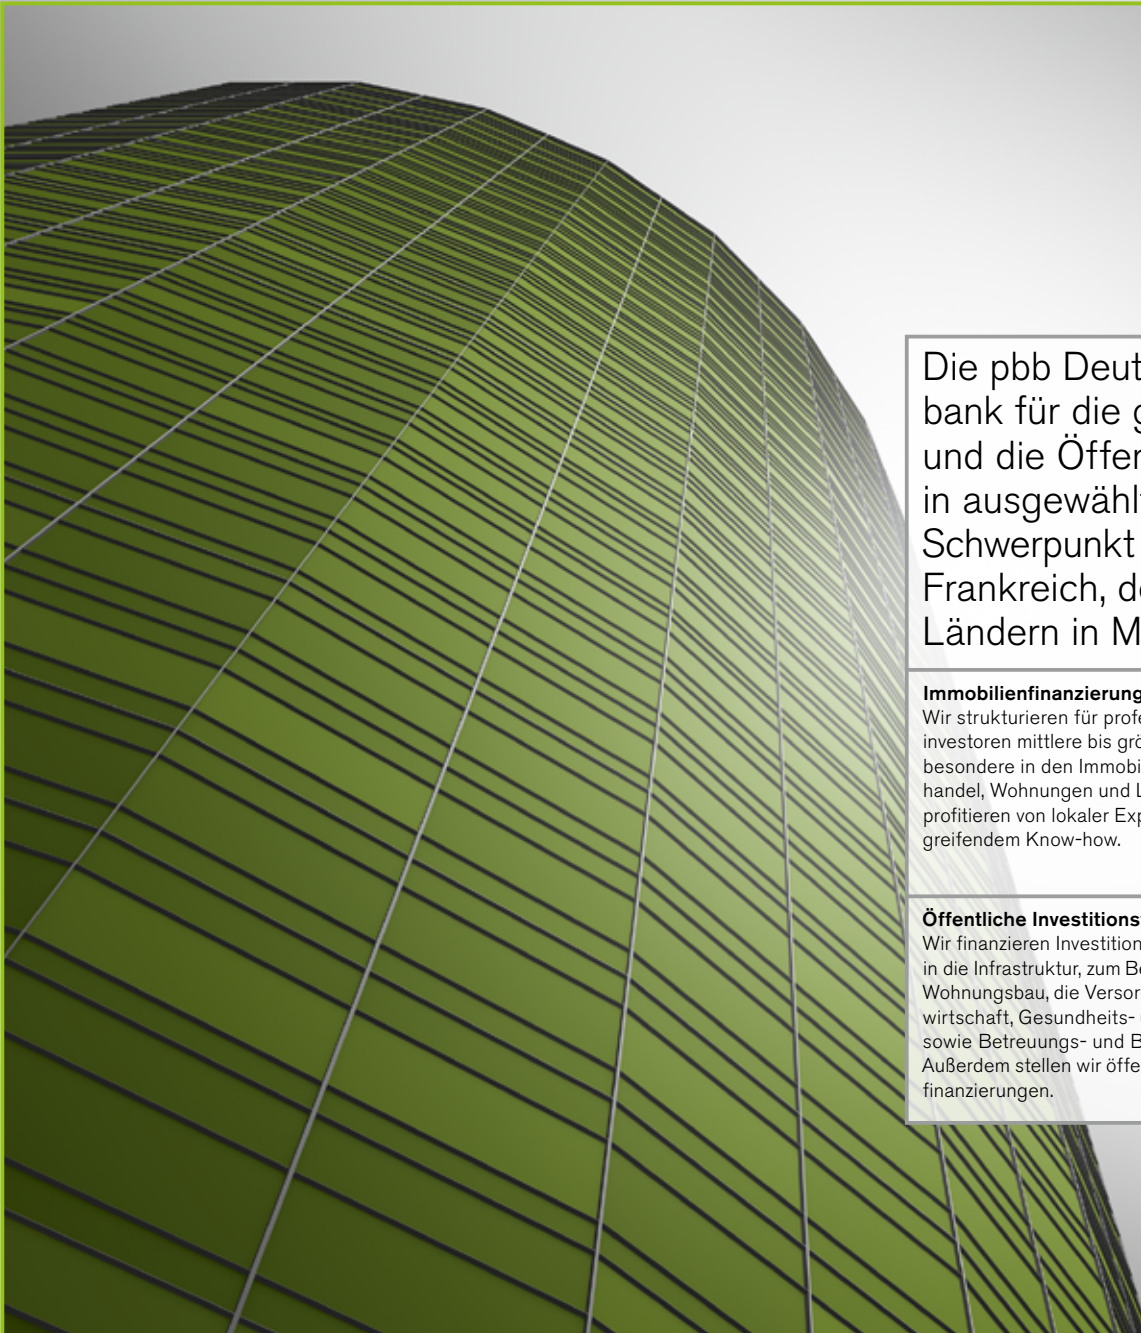 Die pbb Deut
bank für die g
und die Öffen
in ausgewählt
Schwerpunkt
Frankreich, de
Ländern in M
Immobilienfinanzierung
Wir strukturieren für profe
investoren mittlere bis grö
besondere in den Immobi
handel, Wohnungen und L
profitieren von lokaler Exp
greifendem Know-how.
Öffentliche Investitionsf
Wir finanzieren Investition
in die Infrastruktur, zum Be
Wohnungsbau, die Versor
wirtschaft, Gesundheits-
sowie Betreuungs- und B
Außerdem stellen wir öffe
finanzierungen.